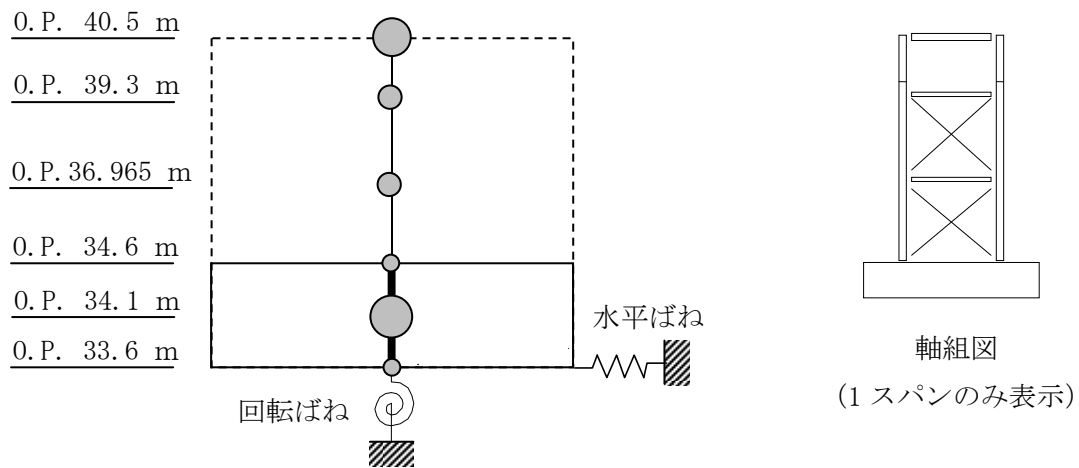 O.P. 40.5 m
O.P. 39.3 m
O.P.36.965 m
O.P. 34.6 m
O.P. 34.1 m
O.P. 33.6 m
水平ばね
回転ばね
軸組図
(1 スパンのみ表示)